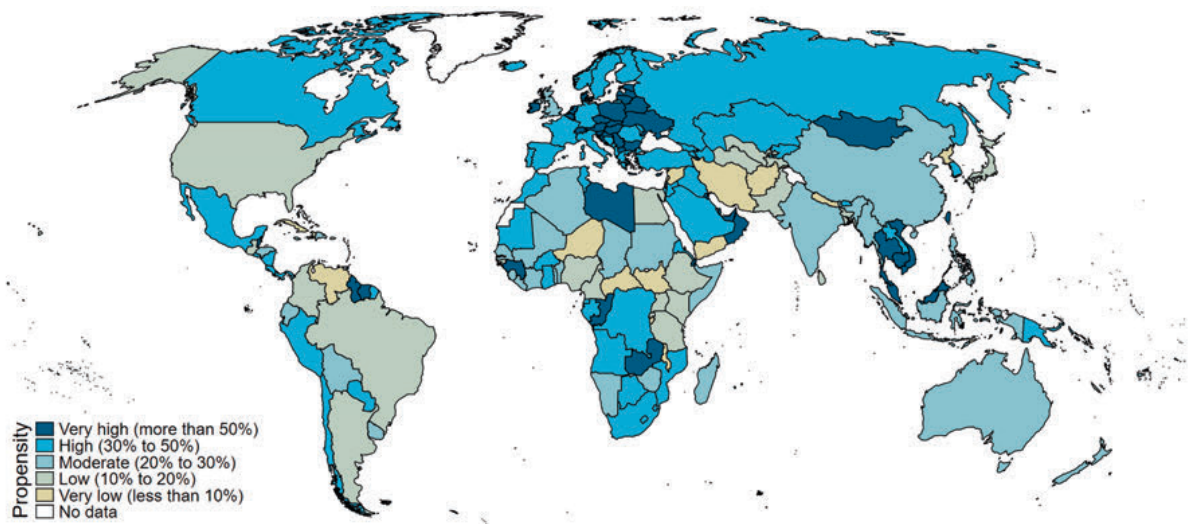 Propensity
Very high (more than 50%)
High (30% to 50%)
Moderate (20% to 30%)
Low (10% to 20%)
Very low (less than 10%)
No data